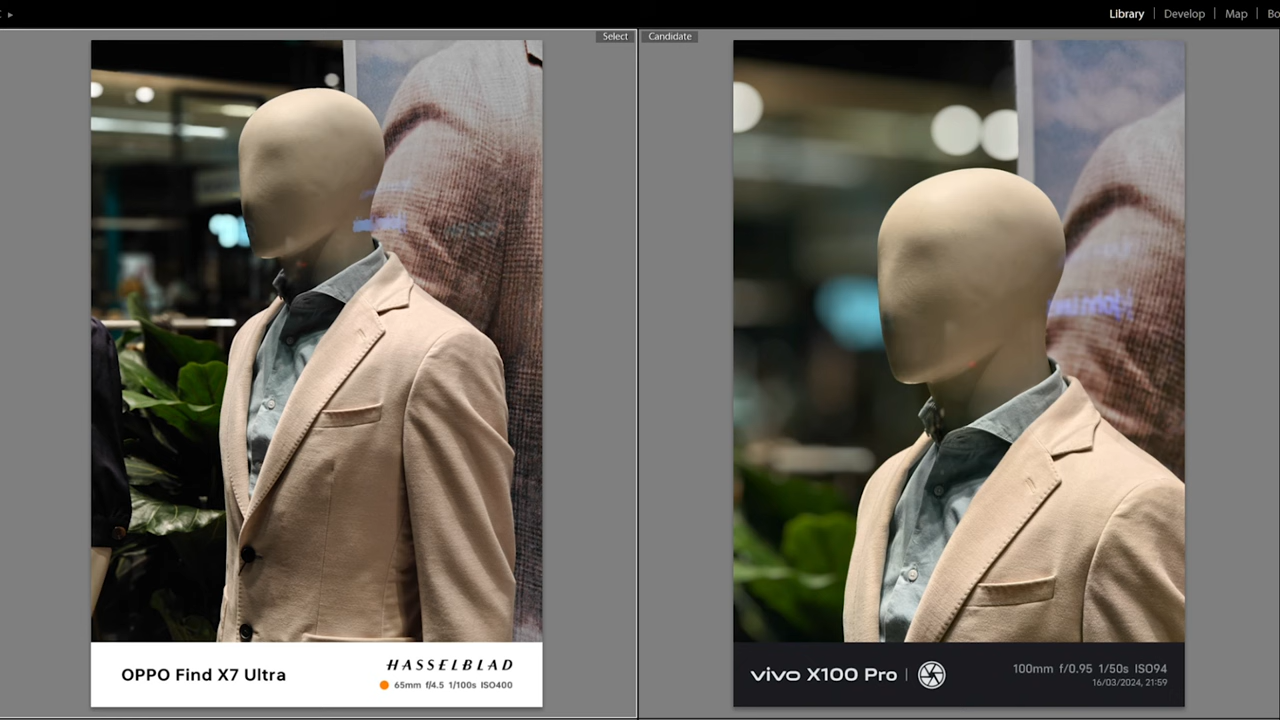 Library | Develop | Map | Bo
Select
Candidate
OPPO Find X7 Ultra
HASSELBLAD
65mm f/4.5 1/100s ISO400
vivo X100 Pro
100mm f/0.95 1/50s ISO94
16/03/2024, 21:59